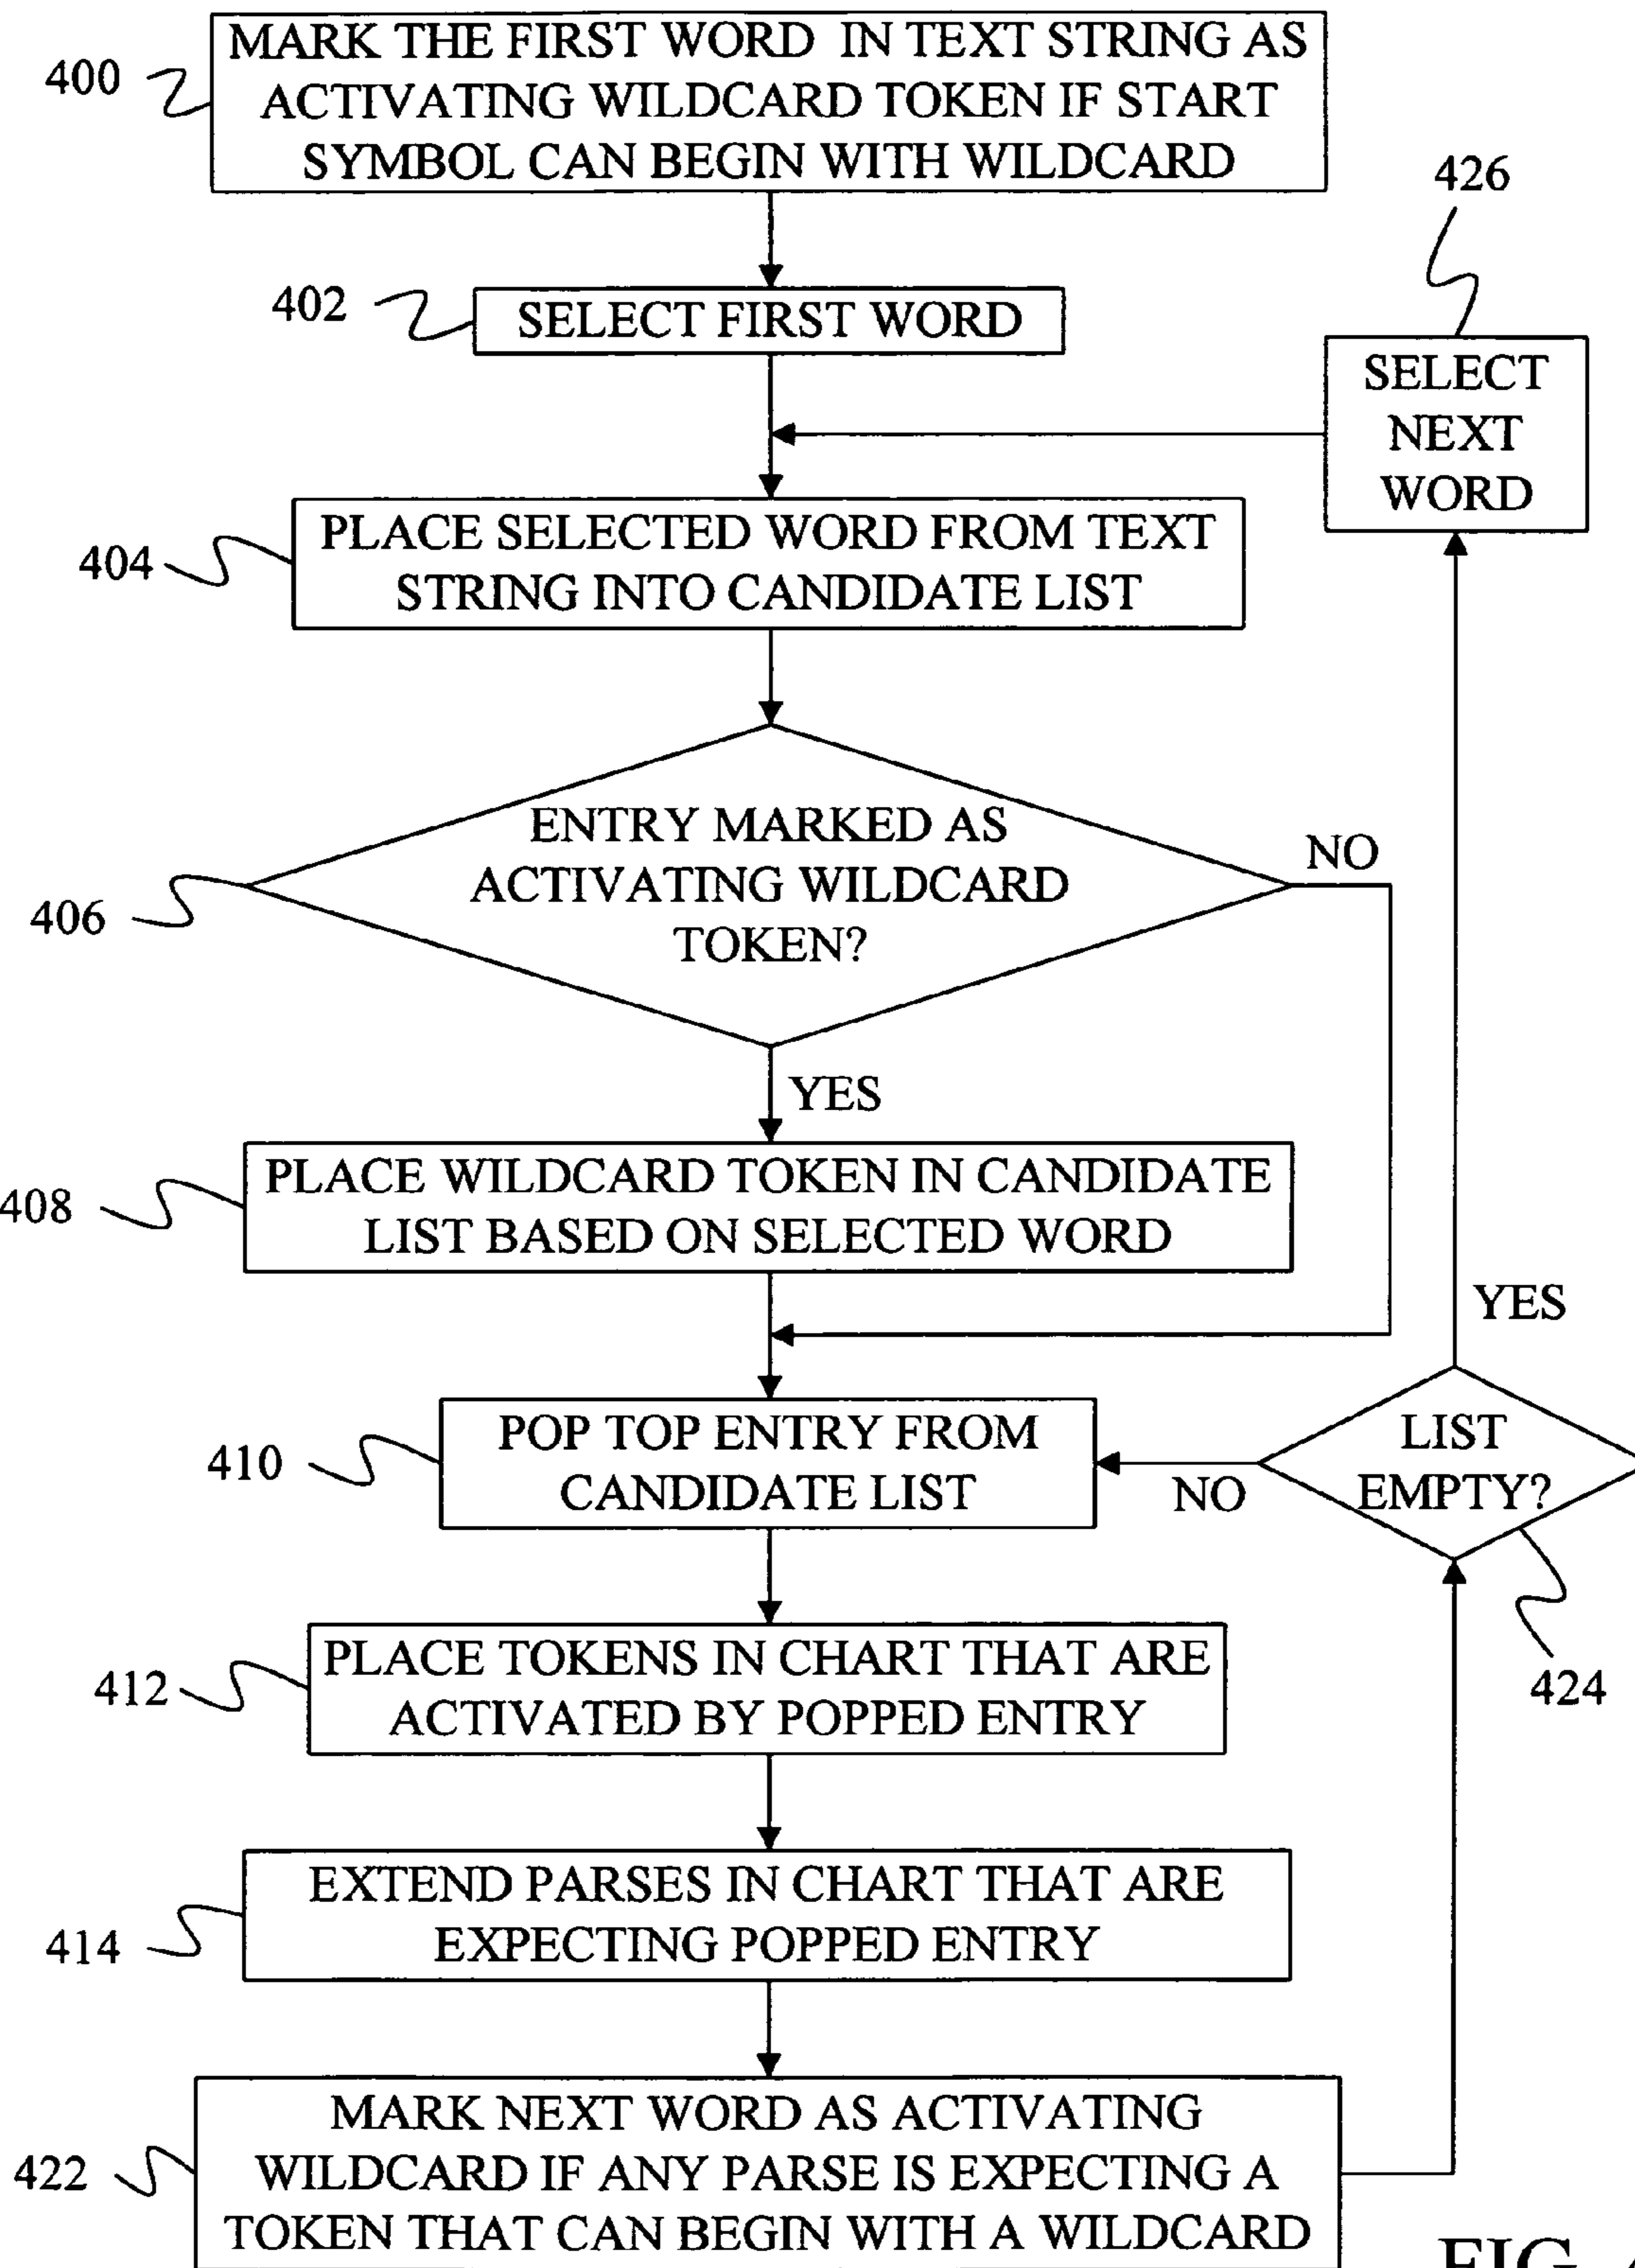 400
MARK THE FIRST WORD IN TEXT STRING AS
ACTIVATING WILDCARD TOKEN IF START
SYMBOL CAN BEGIN WITH WILDCARD
426
402
SELECT FIRST WORD
SELECT
NEXT
WORD
404
PLACE SELECTED WORD FROM TEXT
STRING INTO CANDIDATE LIST
406
ENTRY MARKED AS
ACTIVATING WILDCARD
TOKEN?
NO
YES
408
PLACE WILDCARD TOKEN IN CANDIDATE
LIST BASED ON SELECTED WORD
YES
410
POP TOP ENTRY FROM
CANDIDATE LIST
NO
LIST
EMPTY?
424
412
PLACE TOKENS IN CHART THAT ARE
ACTIVATED BY POPPED ENTRY
414
EXTEND PARSES IN CHART THAT ARE
EXPECTING POPPED ENTRY
422
MARK NEXT WORD AS ACTIVATING
WILDCARD IF ANY PARSE IS EXPECTING A
TOKEN THAT CAN BEGIN WITH A WILDCARD
FIG.